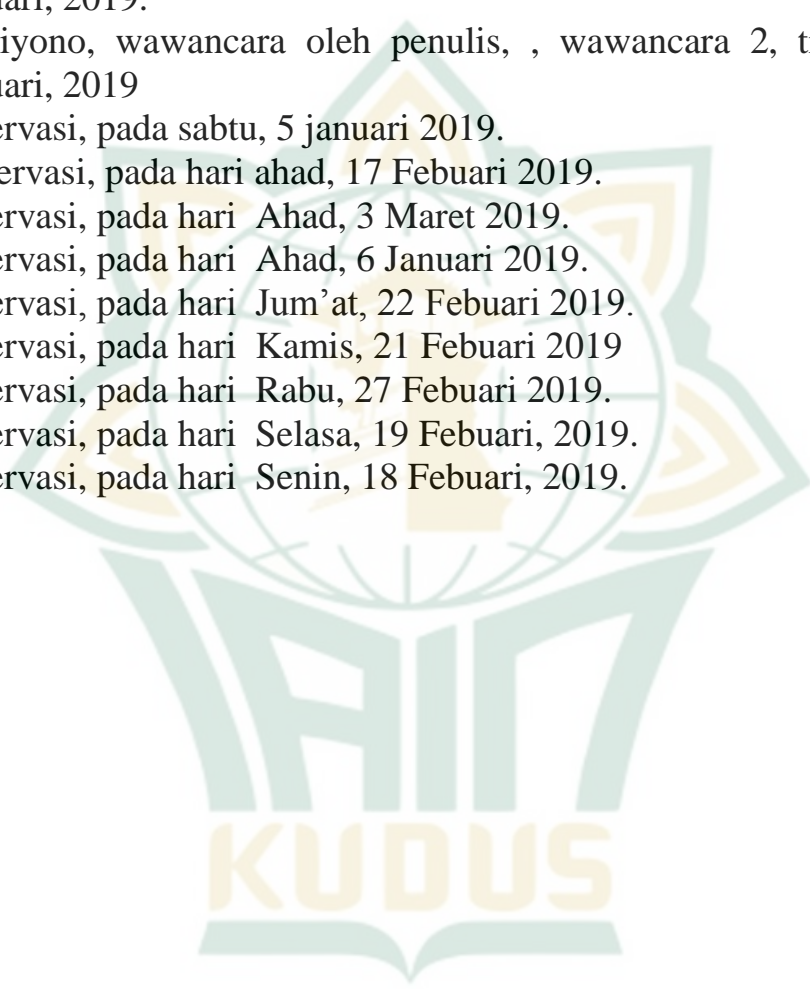 uari, 2019.
iyono, wawancara oleh penulis, , wawancara 2, t
uari, 2019
ervasi, pada sabtu, 5 januari 2019.
ervasi, pada hari ahad, 17 Febuari 2019.
ervasi, pada hari Ahad, 3 Maret 2019.
ervasi, pada hari Ahad, 6 Januari 2019.
ervasi, pada hari Jum’at, 22 Febuari 2019.
ervasi, pada hari Kamis, 21 Febuari 2019
ervasi, pada hari Rabu, 27 Febuari 2019.
ervasi, pada hari Selasa, 19 Febuari, 2019.
ervasi, pada hari Senin, 18 Febuari, 2019.
IAIN
KUDUS